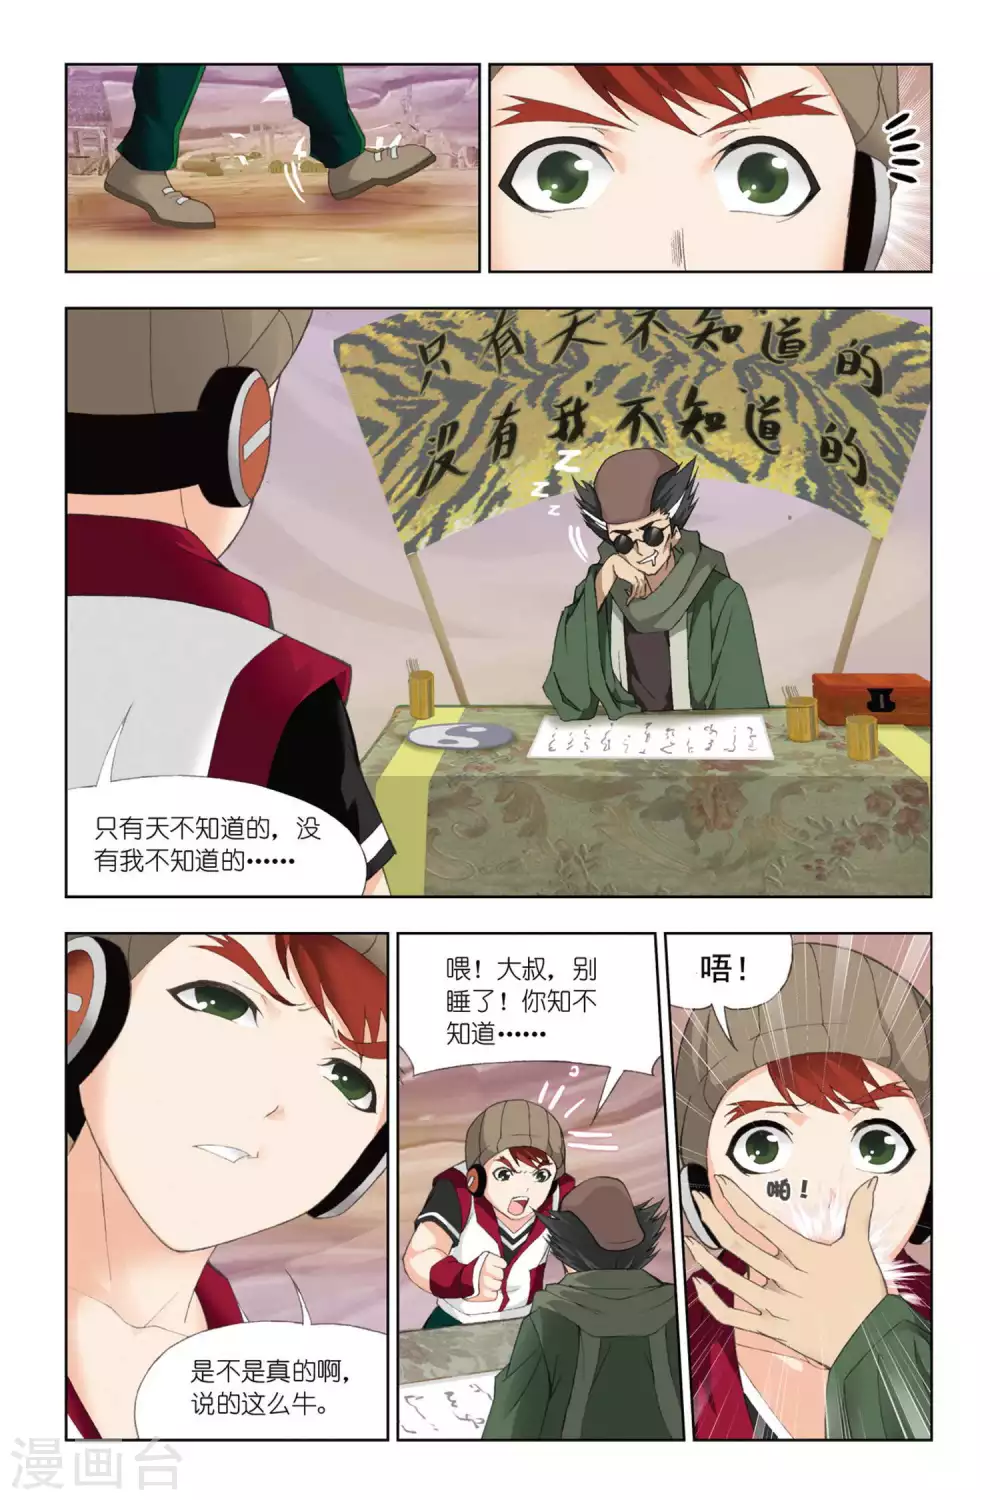 只有天不知道的
没有我不知道的
z
z
z
只有天不知道的，没
有我不知道的……
是不是真的啊，
说的这么牛。
喂！大叔，别
睡了！你知不
知道……
唔！
啪！
漫画台